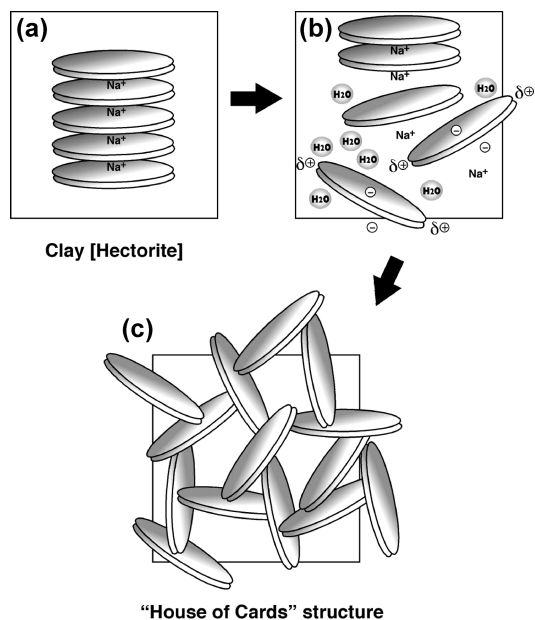 (a)
Na⁺
Na⁺
Na⁺
Na⁺
Clay [Hectorite]
(b)
Na⁺
Na⁺
H2O
H2O
δ⊕
Na⁺
⊖
⊖
H2O
H2O
H2O
δ⊕
δ⊕
Na⁺
⊖
H2O
H2O
⊖
δ⊕
(c)
“House of Cards” structure